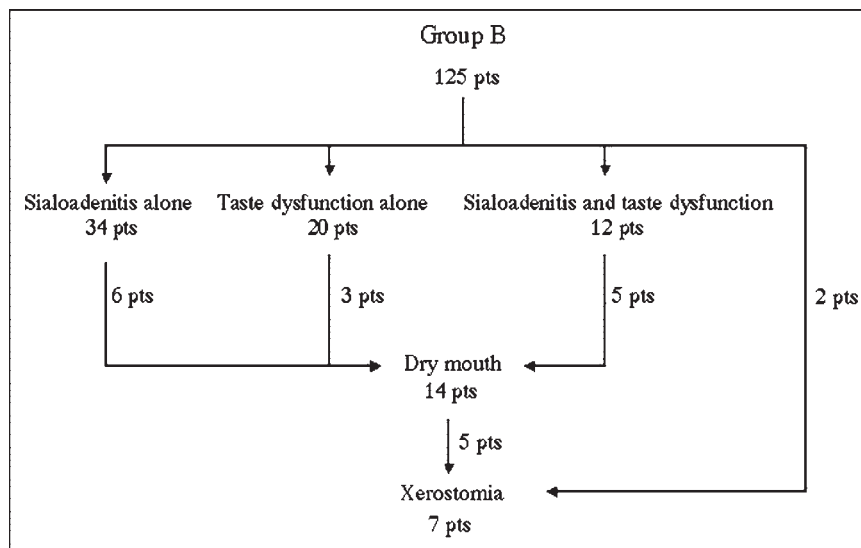 Group B
125 pts
Sialoadenitis alone
34 pts
Taste dysfunction alone
20 pts
Sialoadenitis and taste dysfunction
12 pts
6 pts
3 pts
5 pts
2 pts
Dry mouth
14 pts
5 pts
Xerostomia
7 pts